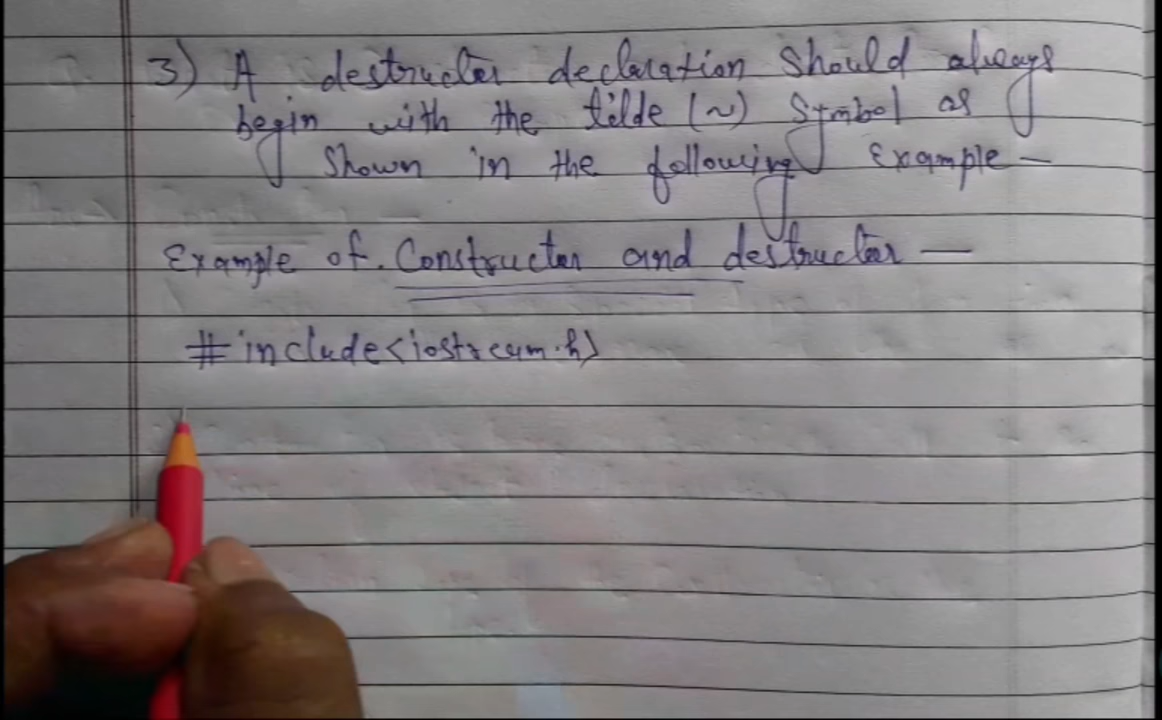 3) A destructor declaration should always
begin with the tilde (~) symbol as
shown in the following Example —
Example of. Constructor and destructor —
#include<iostream.h>